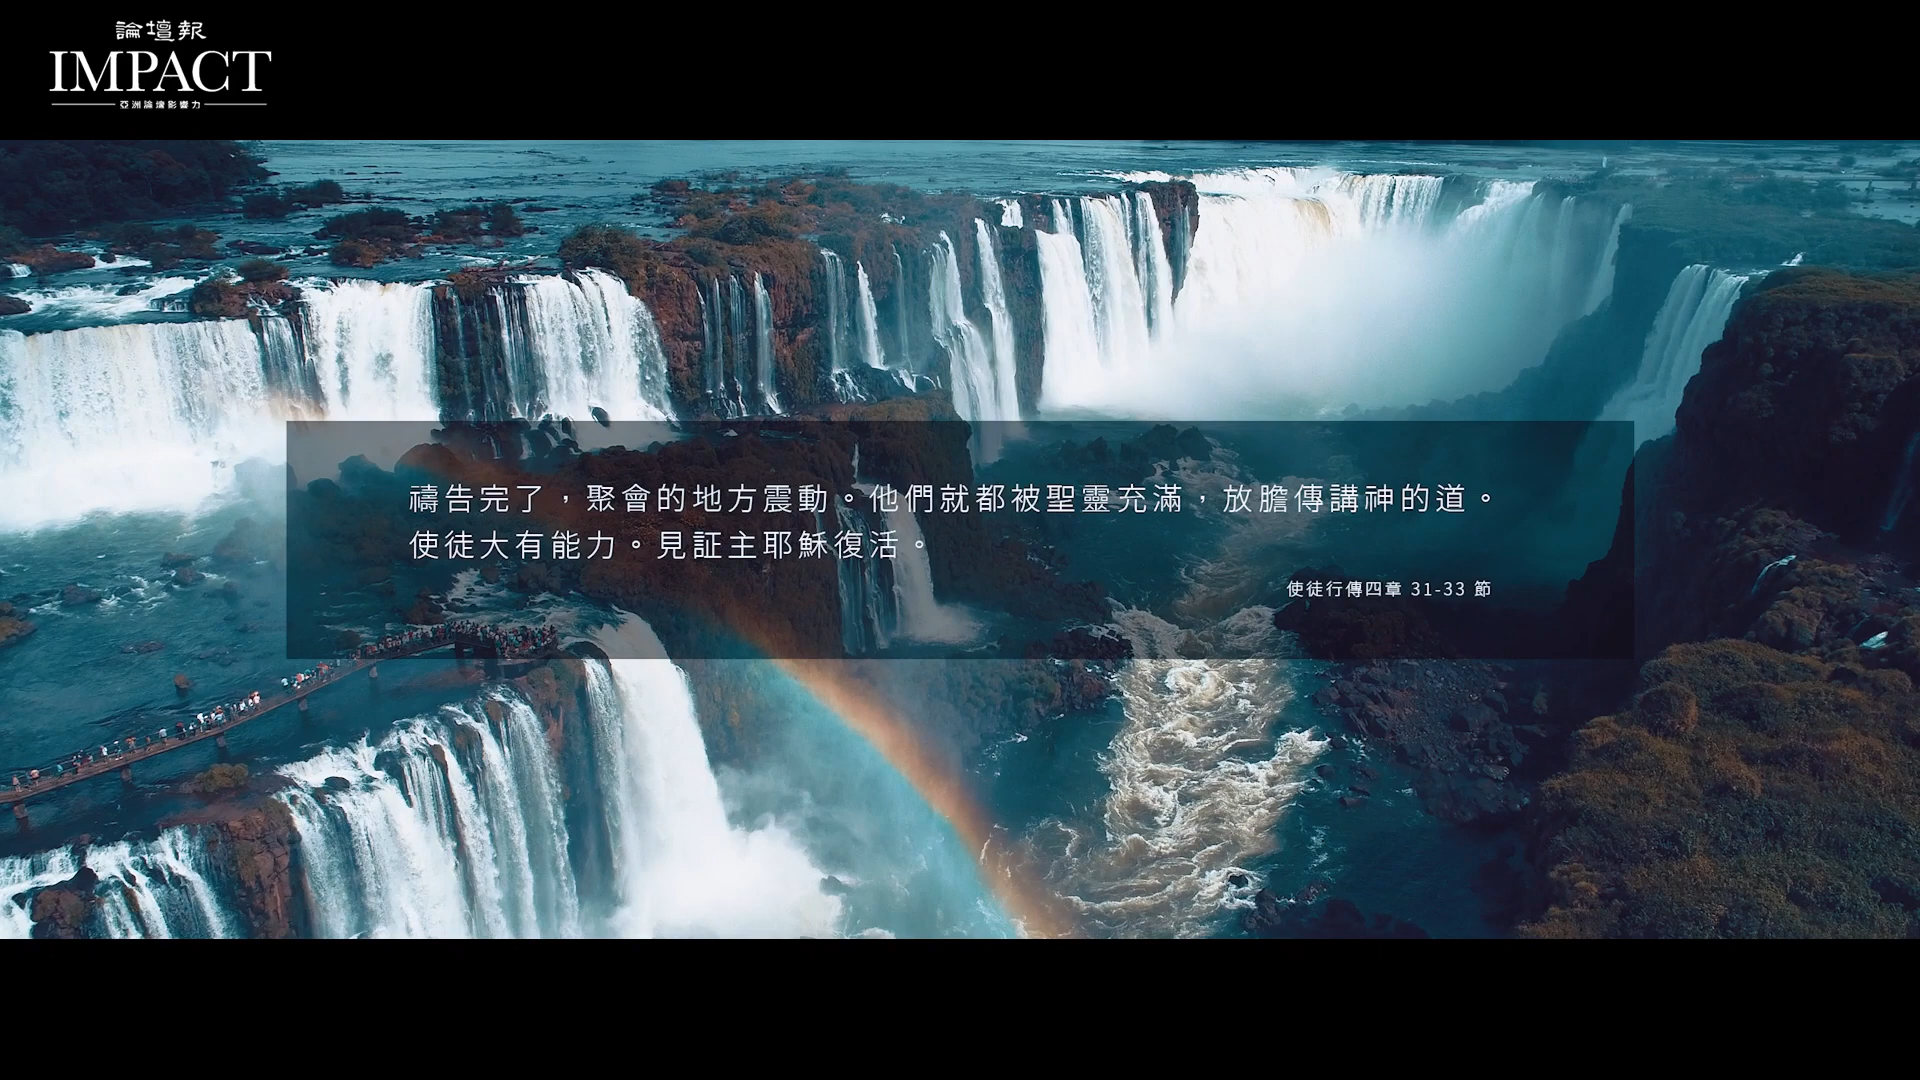 論壇報
IMPACT
亞洲論壇影響力
禱告完了，聚會的地方震動。他們就都被聖靈充滿，放膽傳講神的道。
使徒大有能力。見証主耶穌復活。
使徒行傳四章 31-33 節